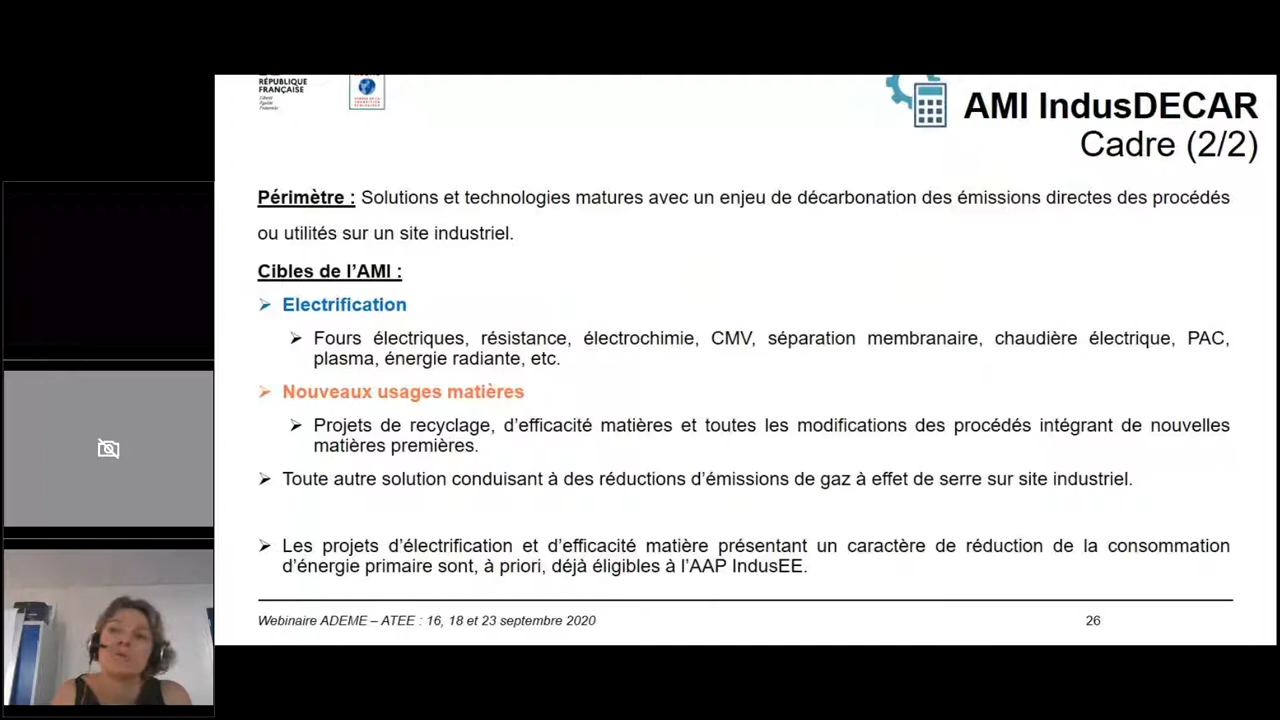 RÉPUBLIQUE
FRANÇAISE
Liberté
Égalité
Fraternité
AMI IndusDECAR
Cadre (2/2)
Périmètre : Solutions et technologies matures avec un enjeu de décarbonation des émissions directes des procédés
ou utilités sur un site industriel.
Cibles de l’AMI :
➢ Electrification
➢ Fours électriques, résistance, électrochimie, CMV, séparation membranaire, chaudière électrique, PAC,
plasma, énergie radiante, etc.
➢ Nouveaux usages matières
➢ Projets de recyclage, d’efficacité matières et toutes les modifications des procédés intégrant de nouvelles
matières premières.
➢ Toute autre solution conduisant à des réductions d’émissions de gaz à effet de serre sur site industriel.
➢ Les projets d’électrification et d’efficacité matière présentant un caractère de réduction de la consommation
d’énergie primaire sont, à priori, déjà éligibles à l’AAP IndusEE.
Webinaire ADEME – ATEE : 16, 18 et 23 septembre 2020
26